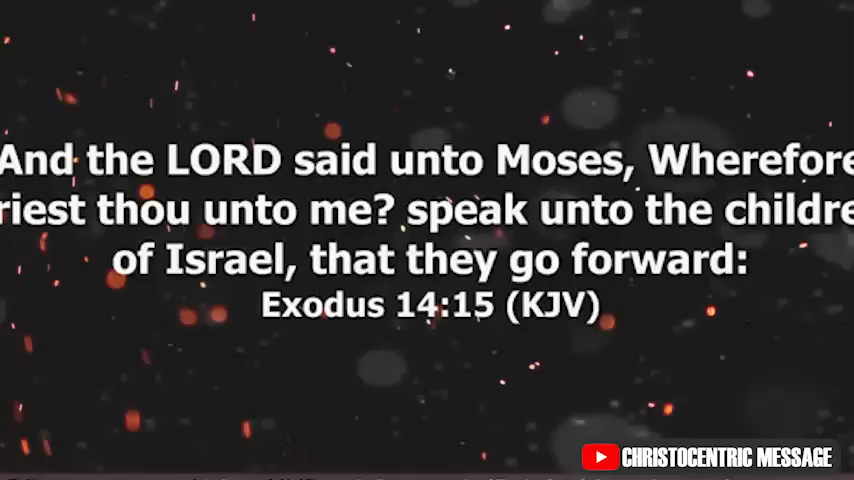 And the LORD said unto Moses, Wherefore
riest thou unto me? speak unto the childre
of Israel, that they go forward:
Exodus 14:15 (KJV)
CHRISTOCENTRIC MESSAGE